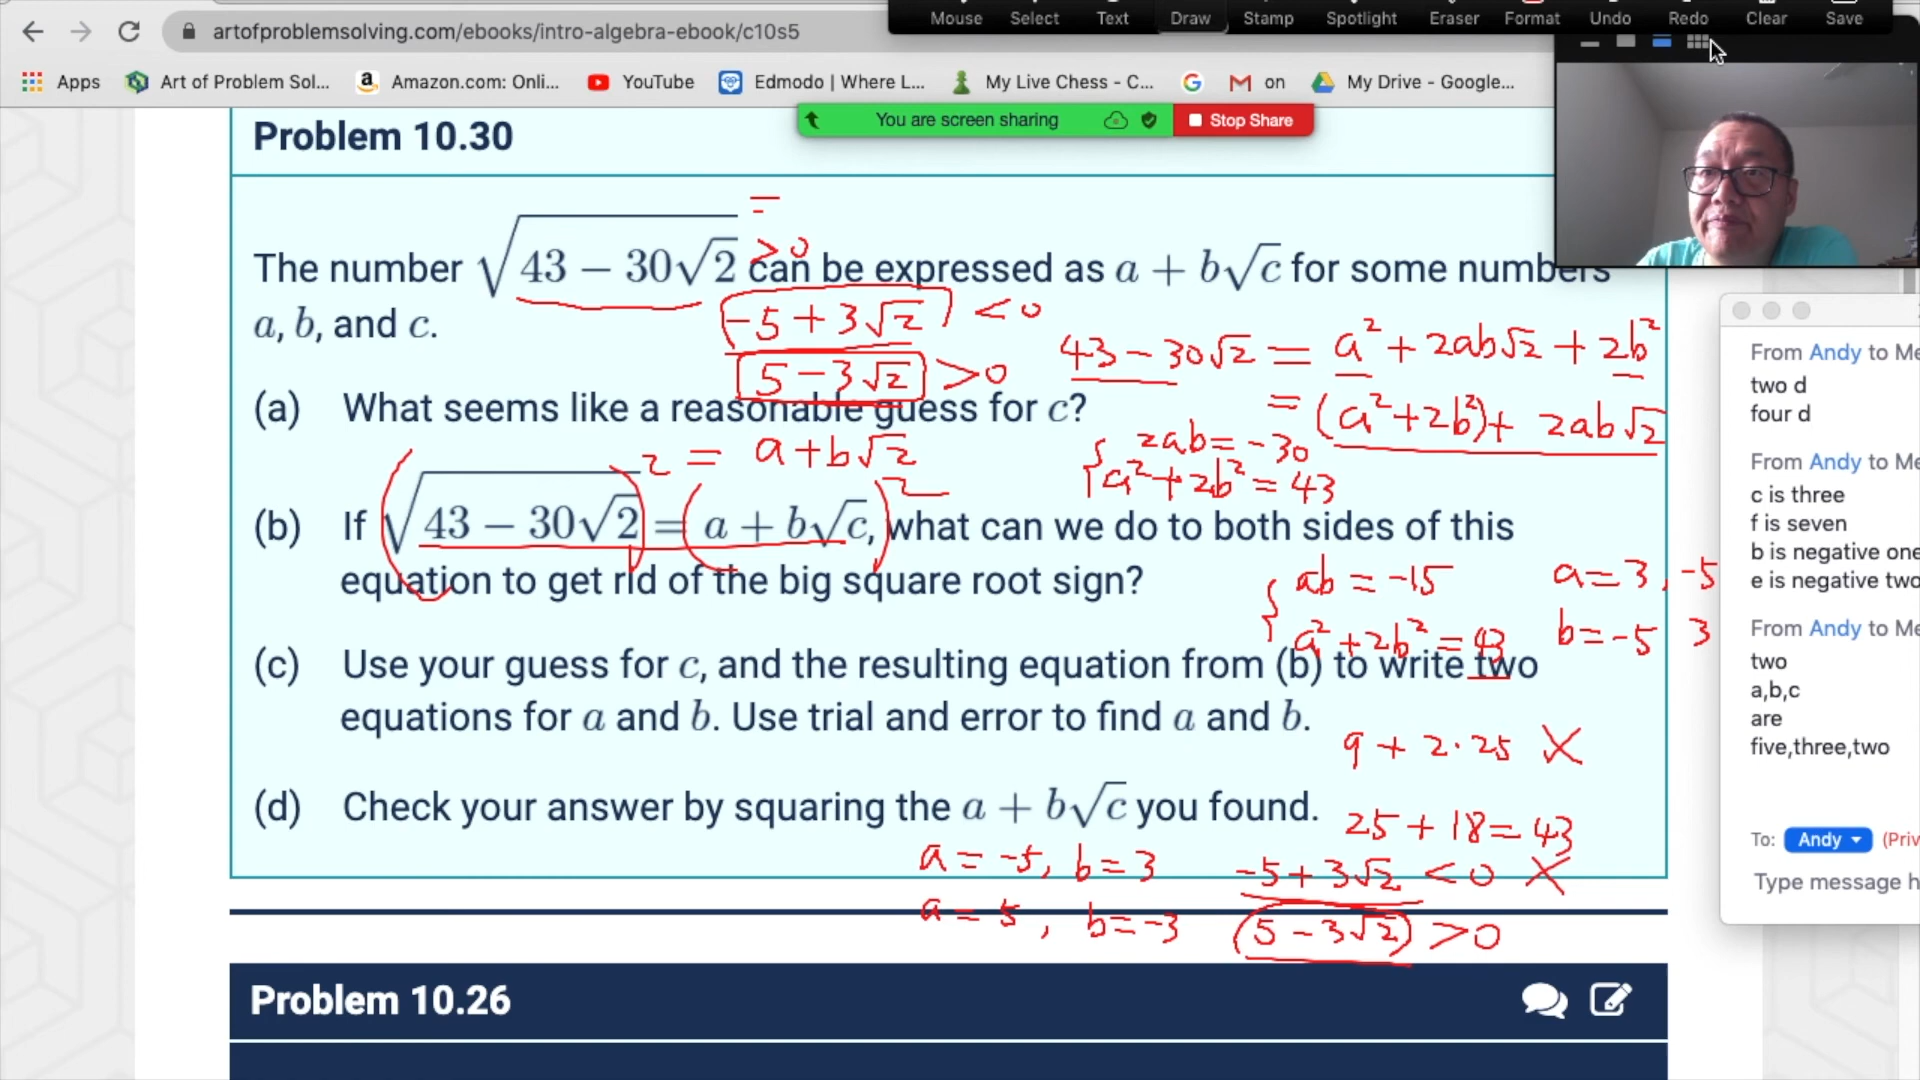 Mouse Select Text Draw Stamp Spotlight Eraser Format Undo Redo Clear Save
artofproblemsolving.com/ebooks/intro-algebra-ebook/c10s5
Apps Art of Problem Sol... Amazon.com: Onli... YouTube Edmodo | Where L... My Live Chess - C... on My Drive - Google...
You are screen sharing Stop Share
Problem 10.30
=
>0
The number √(43 − 30√2) can be expressed as a + b√c for some numbers
a, b, and c.
-5+3√2 <0
5-3√2 >0
43-30√2 = a²+2ab√2+2b²
= (a²+2b²)+ 2ab√2
(a) What seems like a reasonable guess for c?
2 = a+b√2
{ 2ab=-30
a²+2b²=43
(b) If (√(43 − 30√2))² = (a + b√c)², what can we do to both sides of this
equation to get rid of the big square root sign?
{ ab = -15
a²+2b²=43
a=3, -5
b=-5 3
(c) Use your guess for c, and the resulting equation from (b) to write two
equations for a and b. Use trial and error to find a and b.
9+2·25 X
(d) Check your answer by squaring the a + b√c you found.
25+18=43
a=-5, b=3 -5+3√2 <0 X
a=5, b=-3 (5-3√2) >0
Problem 10.26
From Andy to Me
two d
four d
From Andy to Me
c is three
f is seven
b is negative one
e is negative two
From Andy to Me
two
a,b,c
are
five,three,two
To: Andy (Priv
Type message h